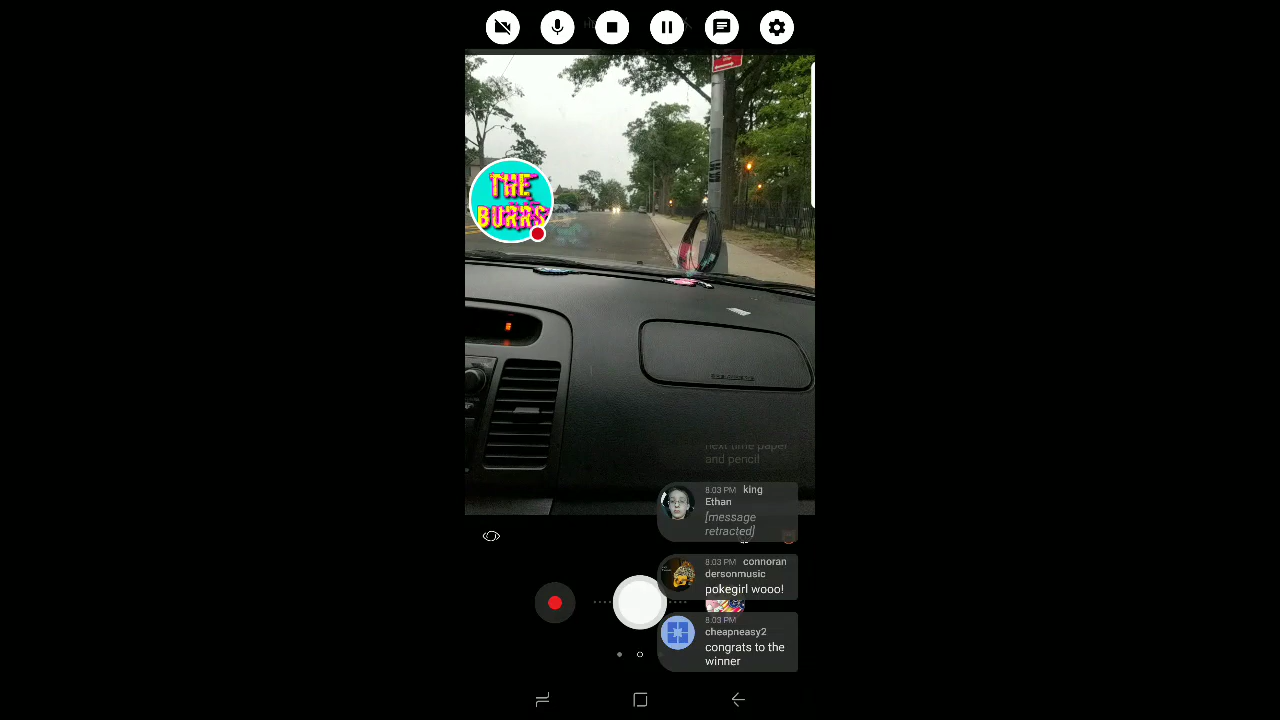 THE
BURRS
next time paper
and pencil
8:03 PM king
Ethan
[message
retracted]
8:03 PM connoran
dersonmusic
pokegirl wooo!
8:03 PM
cheapneasy2
congrats to the
winner